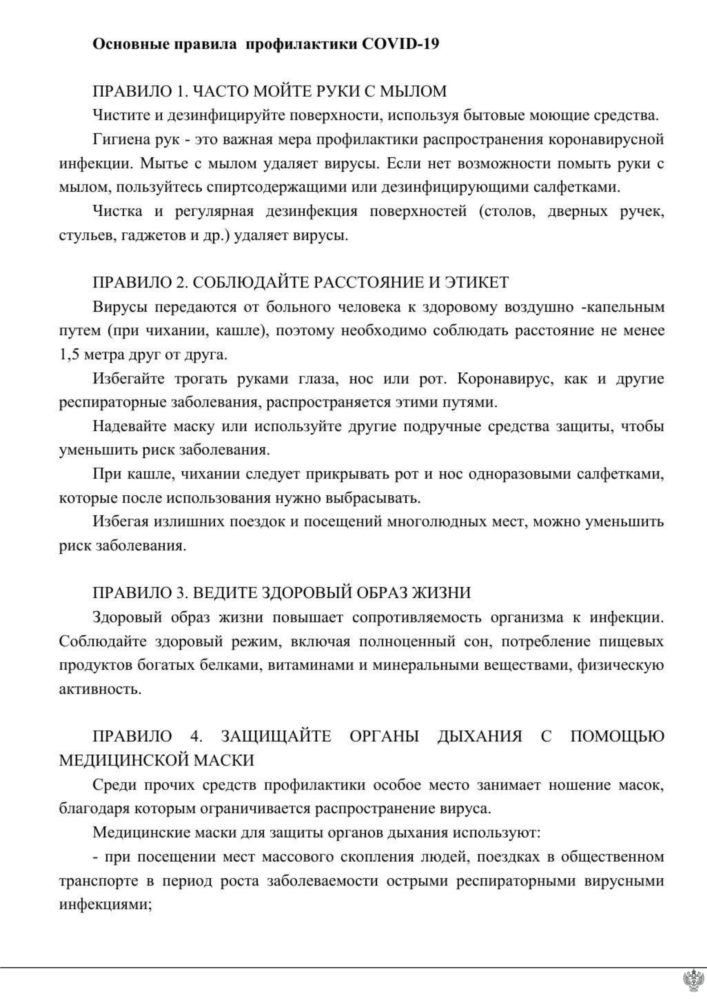 Основные правила профилактики COVID-19
ПРАВИЛО 1. ЧАСТО МОЙТЕ РУКИ С МЫЛОМ
Чистите и дезинфицируйте поверхности, используя бытовые моющие средства.
Гигиена рук - это важная мера профилактики распространения коронавирусной
инфекции. Мытье с мылом удаляет вирусы. Если нет возможности помыть руки с
мылом, пользуйтесь спиртсодержащими или дезинфицирующими салфетками.
Чистка и регулярная дезинфекция поверхностей (столов, дверных ручек,
стульев, гаджетов и др.) удаляет вирусы.
ПРАВИЛО 2. СОБЛЮДАЙТЕ РАССТОЯНИЕ И ЭТИКЕТ
Вирусы передаются от больного человека к здоровому воздушно -капельным
путем (при чихании, кашле), поэтому необходимо соблюдать расстояние не менее
1,5 метра друг от друга.
Избегайте трогать руками глаза, нос или рот. Коронавирус, как и другие
респираторные заболевания, распространяется этими путями.
Надевайте маску или используйте другие подручные средства защиты, чтобы
уменьшить риск заболевания.
При кашле, чихании следует прикрывать рот и нос одноразовыми салфетками,
которые после использования нужно выбрасывать.
Избегая излишних поездок и посещений многолюдных мест, можно уменьшить
риск заболевания.
ПРАВИЛО 3. ВЕДИТЕ ЗДОРОВЫЙ ОБРАЗ ЖИЗНИ
Здоровый образ жизни повышает сопротивляемость организма к инфекции.
Соблюдайте здоровый режим, включая полноценный сон, потребление пищевых
продуктов богатых белками, витаминами и минеральными веществами, физическую
активность.
ПРАВИЛО 4. ЗАЩИЩАЙТЕ ОРГАНЫ ДЫХАНИЯ С ПОМОЩЬЮ
МЕДИЦИНСКОЙ МАСКИ
Среди прочих средств профилактики особое место занимает ношение масок,
благодаря которым ограничивается распространение вируса.
Медицинские маски для защиты органов дыхания используют:
- при посещении мест массового скопления людей, поездках в общественном
транспорте в период роста заболеваемости острыми респираторными вирусными
инфекциями;